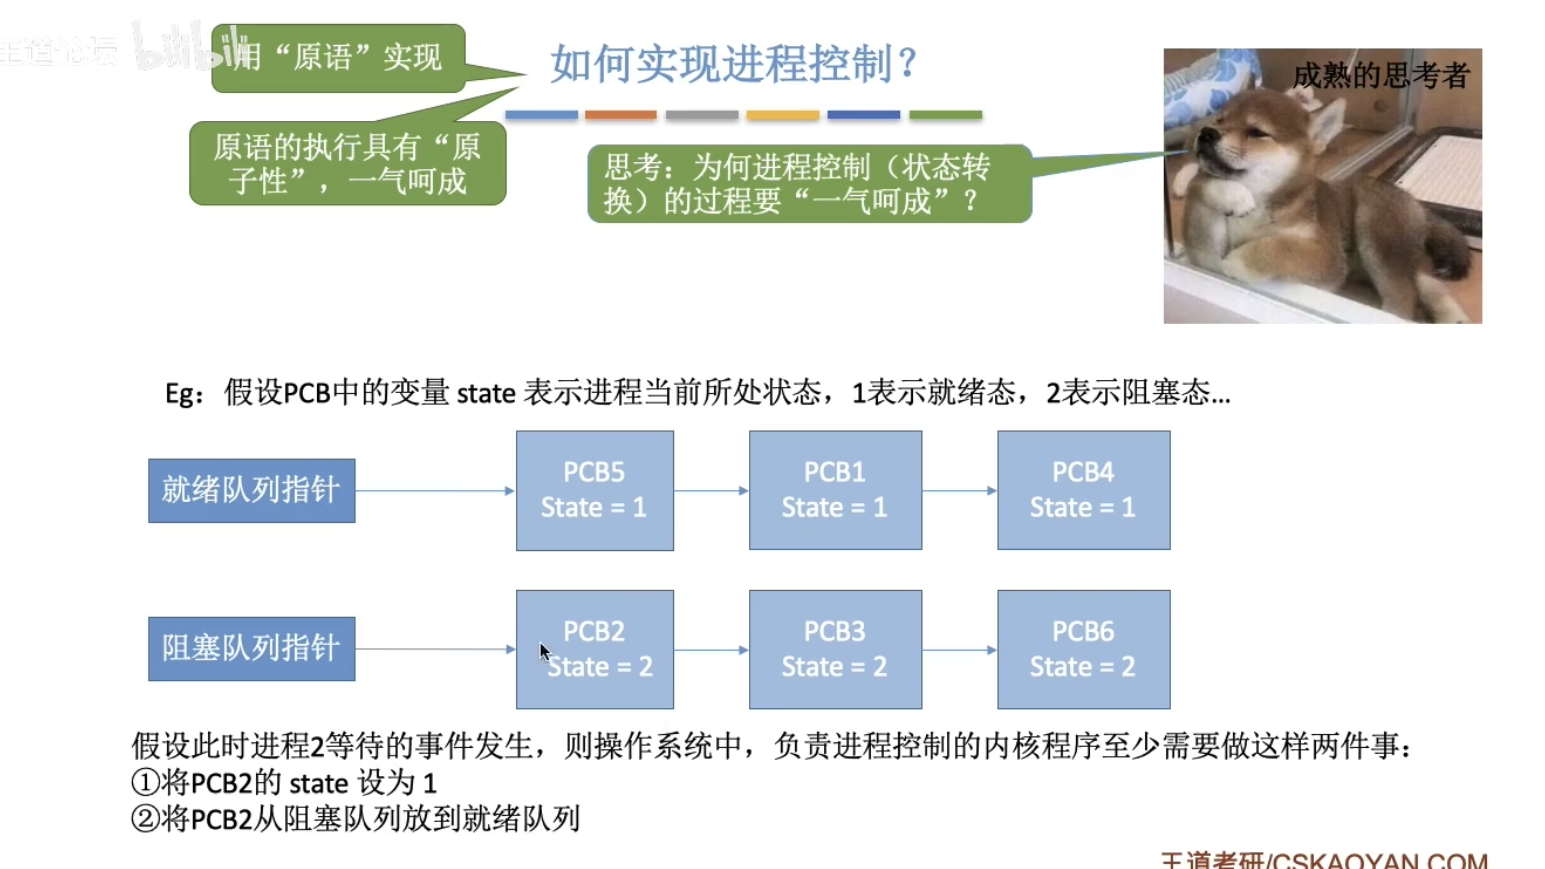 王道论坛 bilibili
用“原语”实现
如何实现进程控制？
成熟的思考者
原语的执行具有“原
子性”，一气呵成
思考：为何进程控制（状态转
换）的过程要“一气呵成”？
Eg：假设PCB中的变量 state 表示进程当前所处状态，1表示就绪态，2表示阻塞态...
就绪队列指针
PCB5
State = 1
PCB1
State = 1
PCB4
State = 1
阻塞队列指针
PCB2
State = 2
PCB3
State = 2
PCB6
State = 2
假设此时进程2等待的事件发生，则操作系统中，负责进程控制的内核程序至少需要做这样两件事：
①将PCB2的 state 设为 1
②将PCB2从阻塞队列放到就绪队列
王道考研/CSKAOYAN.COM